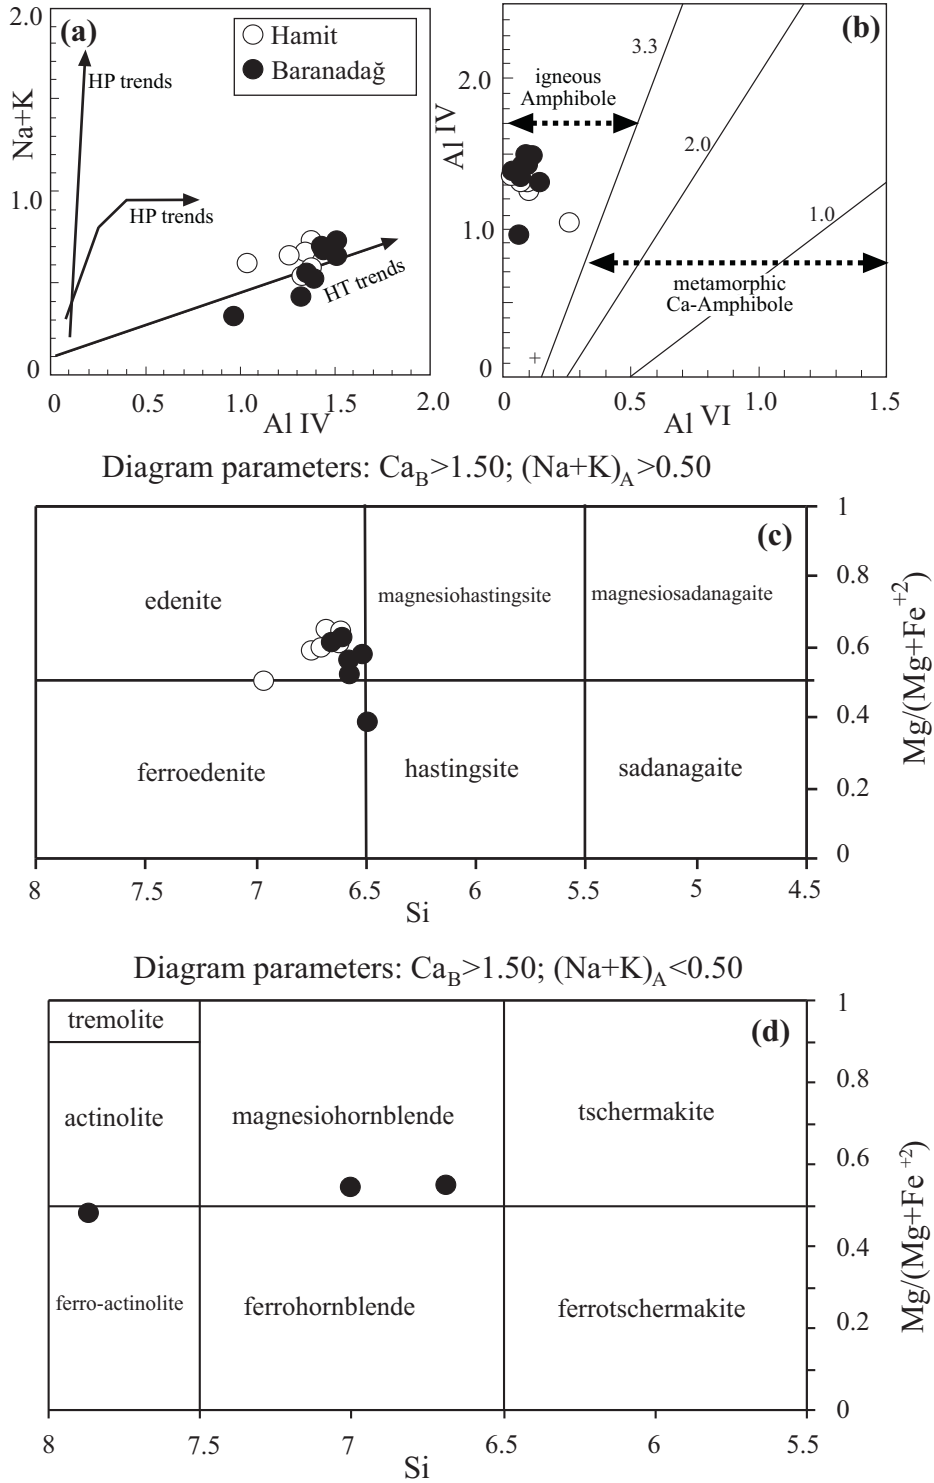 (a)
Hamit
Baranadağ
HP trends
HP trends
HT trends
Na+K
2.0
1.0
0
0 0.5 1.0 1.5 2.0
Al IV
(b)
3.3
igneous
Amphibole
2.0
1.0
metamorphic
Ca-Amphibole
+
Al IV
2.0
1.0
0
0 0.5 1.0 1.5
Al VI
Diagram parameters: CaB>1.50; (Na+K)A>0.50
(c)
edenite
magnesiohastingsite
magnesiosadanagaite
ferroedenite
hastingsite
sadanagaite
1
0.8
0.6
0.4
0.2
0
Mg/(Mg+Fe+2)
8 7.5 7 6.5 6 5.5 5 4.5
Si
Diagram parameters: CaB>1.50; (Na+K)A<0.50
tremolite
(d)
actinolite
magnesiohornblende
tschermakite
ferro-actinolite
ferrohornblende
ferrotschermakite
1
0.8
0.6
0.4
0.2
0
Mg/(Mg+Fe+2)
8 7.5 7 6.5 6 5.5
Si